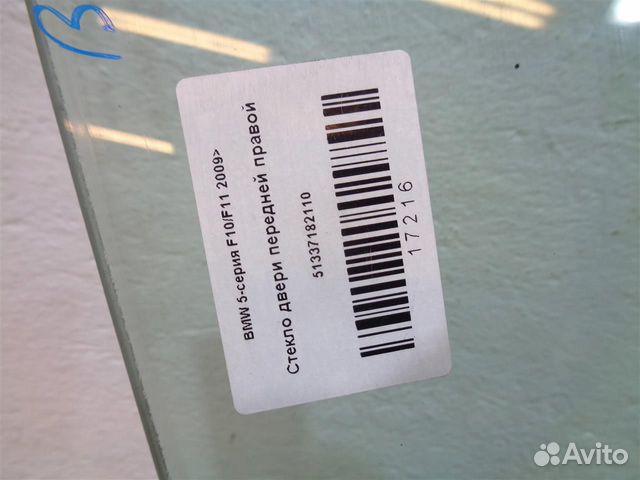 BMW 5-серия F10/F11 2009>
Стекло двери передней правой
51337182110
17216
Avito